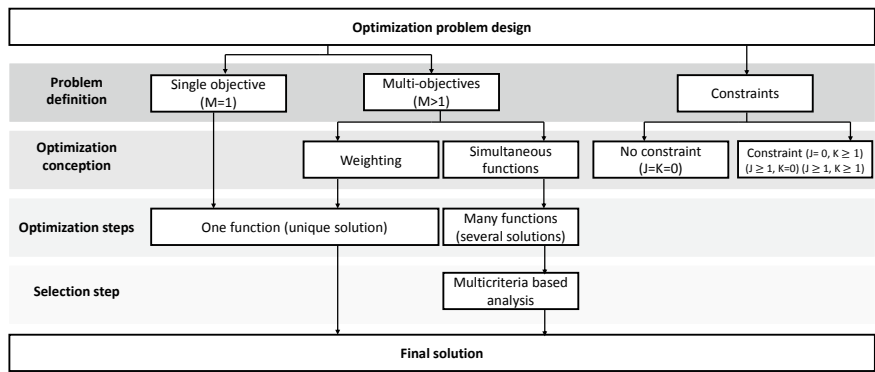 Optimization problem design
Problem
definition
Single objective
(M=1)
Multi-objectives
(M>1)
Constraints
Optimization
conception
Weighting
Simultaneous
functions
No constraint
(J=K=0)
Constraint (J= 0, K ≥ 1)
(J ≥ 1, K=0) (J ≥ 1, K ≥ 1)
Optimization steps
One function (unique solution)
Many functions
(several solutions)
Selection step
Multicriteria based
analysis
Final solution